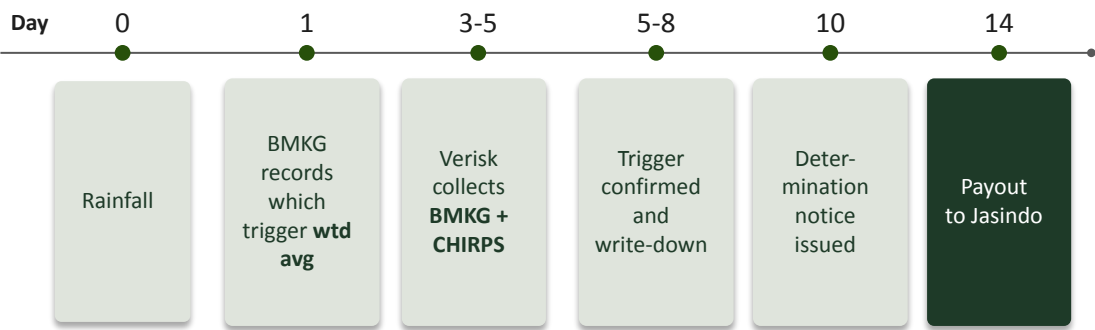 Day 0 1 3-5 5-8 10 14
Rainfall
BMKG
records
which
trigger wtd
avg
Verisk
collects
BMKG +
CHIRPS
Trigger
confirmed
and
write-down
Deter-
mination
notice
issued
Payout
to Jasindo